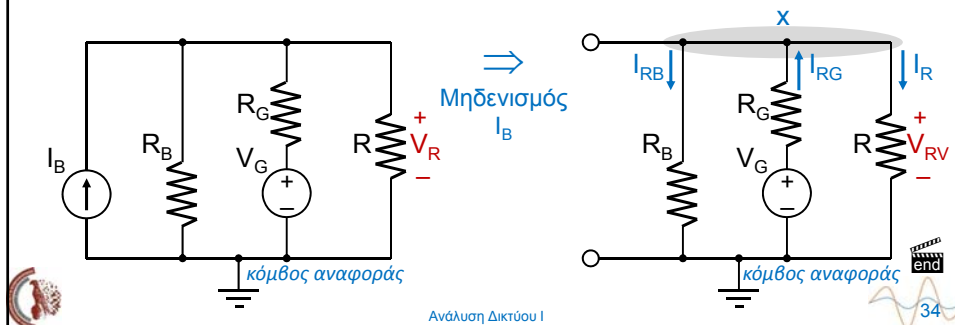 I_B
R_B
R_G
V_G
+
−
R
+
V_R
−
κόμβος αναφοράς
⇒
Μηδενισμός
I_B
x
I_RB
I_RG
I_R
R_B
R_G
V_G
+
−
R
+
V_RV
−
κόμβος αναφοράς
end
Ανάλυση Δικτύου Ι
34